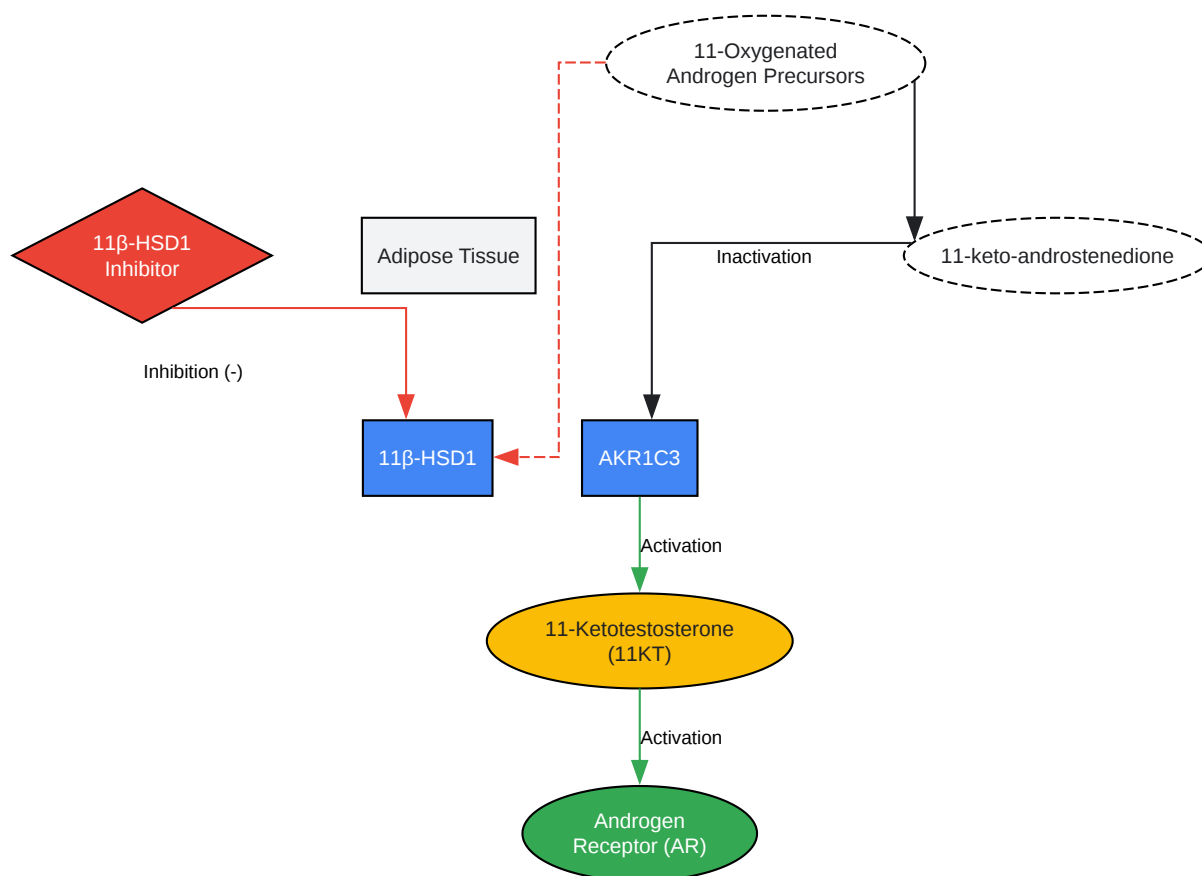 11-Oxygenated
Androgen Precursors
11β-HSD1
Inhibitor
Adipose Tissue
Inactivation
11-keto-androstenedione
Inhibition (-)
11β-HSD1
AKR1C3
Activation
11-Ketotestosterone
(11KT)
Activation
Androgen
Receptor (AR)